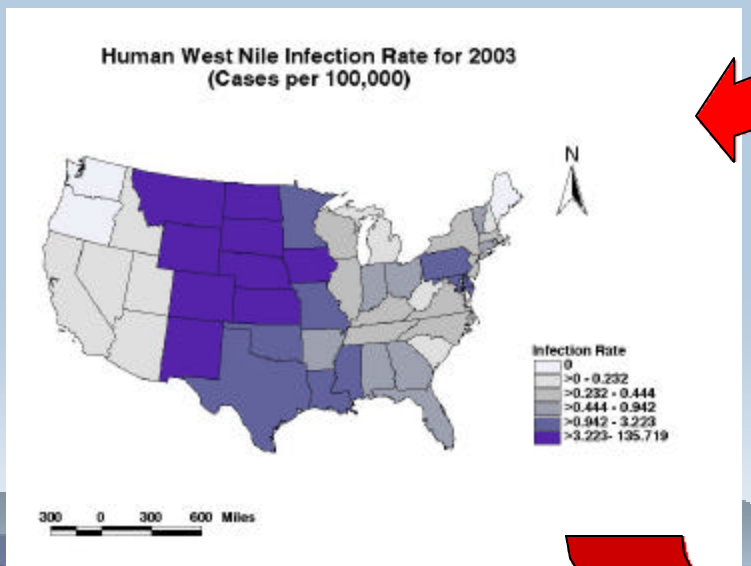 Human West Nile Infection Rate for 2003
(Cases per 100,000)
N
Infection Rate
0
>0 - 0.232
>0.232 - 0.444
>0.444 - 0.942
>0.942 - 3.223
>3.223- 135.719
300 0 300 600 Miles